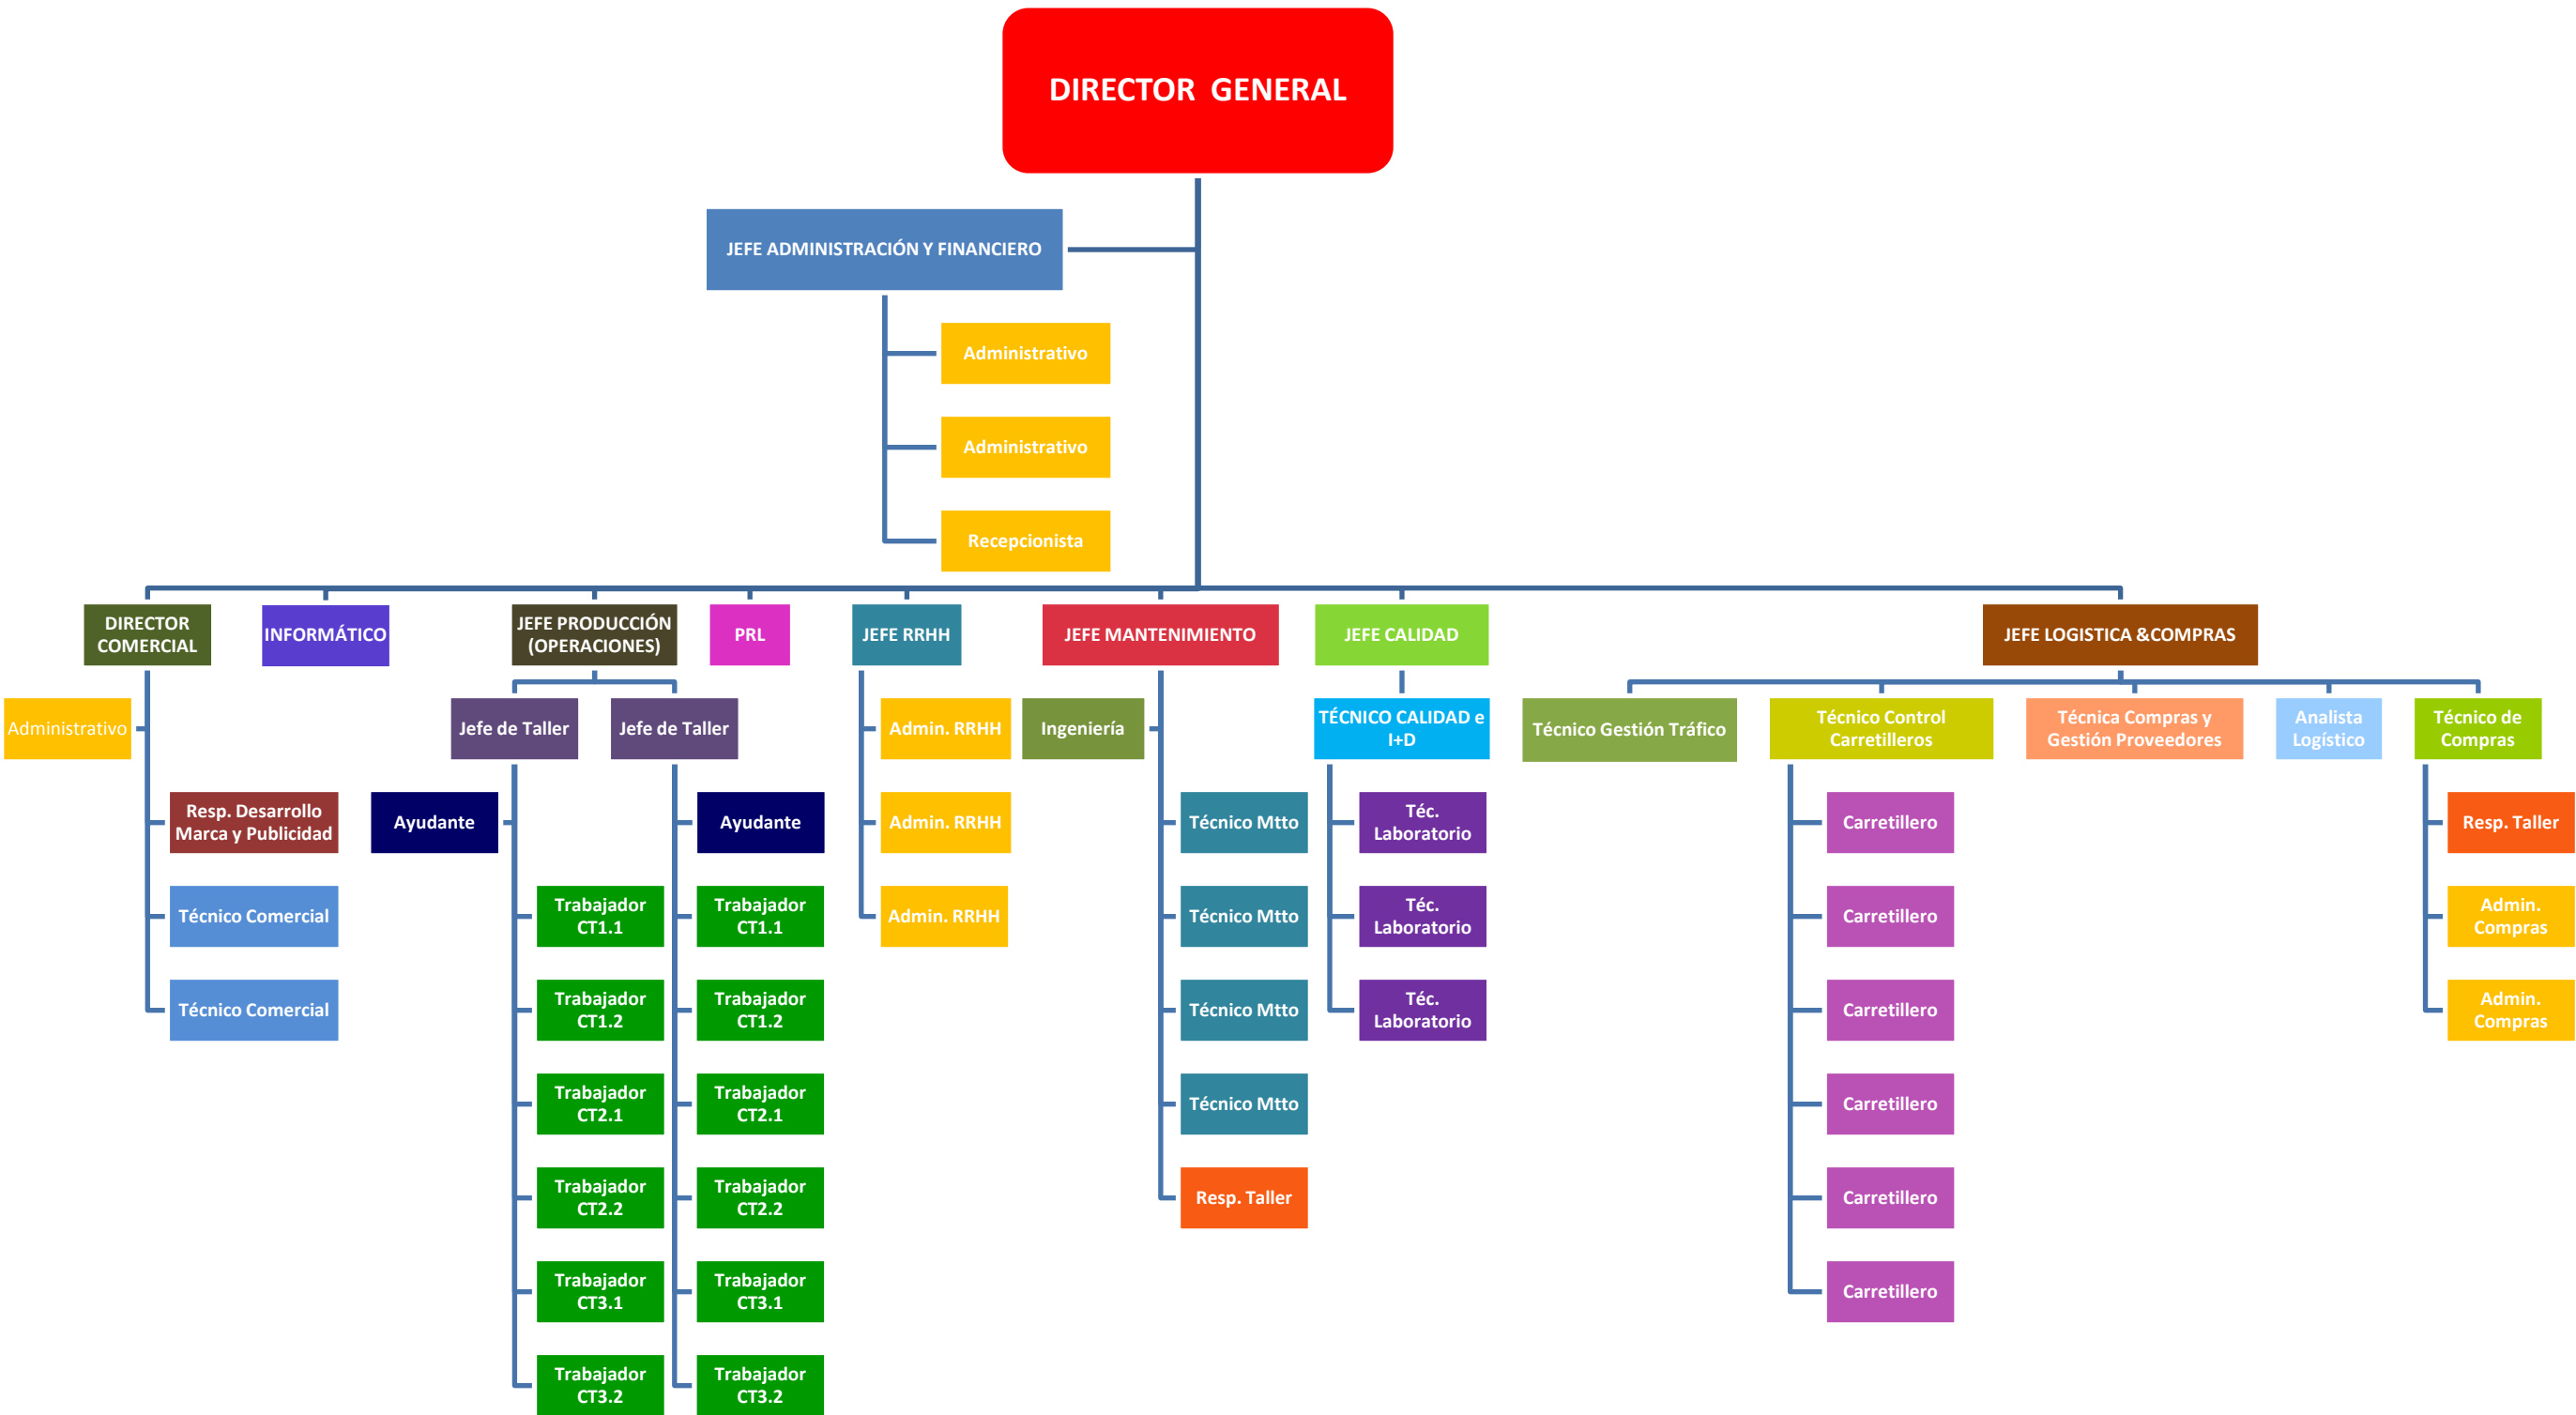 DIRECTOR GENERAL
JEFE ADMINISTRACIÓN Y FINANCIERO
Administrativo
Administrativo
Recepcionista
DIRECTOR
COMERCIAL
INFORMÁTICO
JEFE PRODUCCIÓN
(OPERACIONES)
PRL
JEFE RRHH
JEFE MANTENIMIENTO
JEFE CALIDAD
JEFE LOGISTICA &COMPRAS
Administrativo
Jefe de Taller
Jefe de Taller
Admin. RRHH
Ingeniería
TÉCNICO CALIDAD e
I+D
Técnico Gestión Tráfico
Técnico Control
Carretilleros
Técnica Compras y
Gestión Proveedores
Analista
Logístico
Técnico de
Compras
Resp. Desarrollo
Marca y Publicidad
Ayudante
Ayudante
Admin. RRHH
Técnico Mtto
Téc.
Laboratorio
Carretillero
Resp. Taller
Técnico Comercial
Trabajador
CT1.1
Trabajador
CT1.1
Admin. RRHH
Técnico Mtto
Téc.
Laboratorio
Carretillero
Admin.
Compras
Técnico Comercial
Trabajador
CT1.2
Trabajador
CT1.2
Técnico Mtto
Téc.
Laboratorio
Carretillero
Admin.
Compras
Trabajador
CT2.1
Trabajador
CT2.1
Técnico Mtto
Carretillero
Trabajador
CT2.2
Trabajador
CT2.2
Resp. Taller
Carretillero
Trabajador
CT3.1
Trabajador
CT3.1
Carretillero
Trabajador
CT3.2
Trabajador
CT3.2